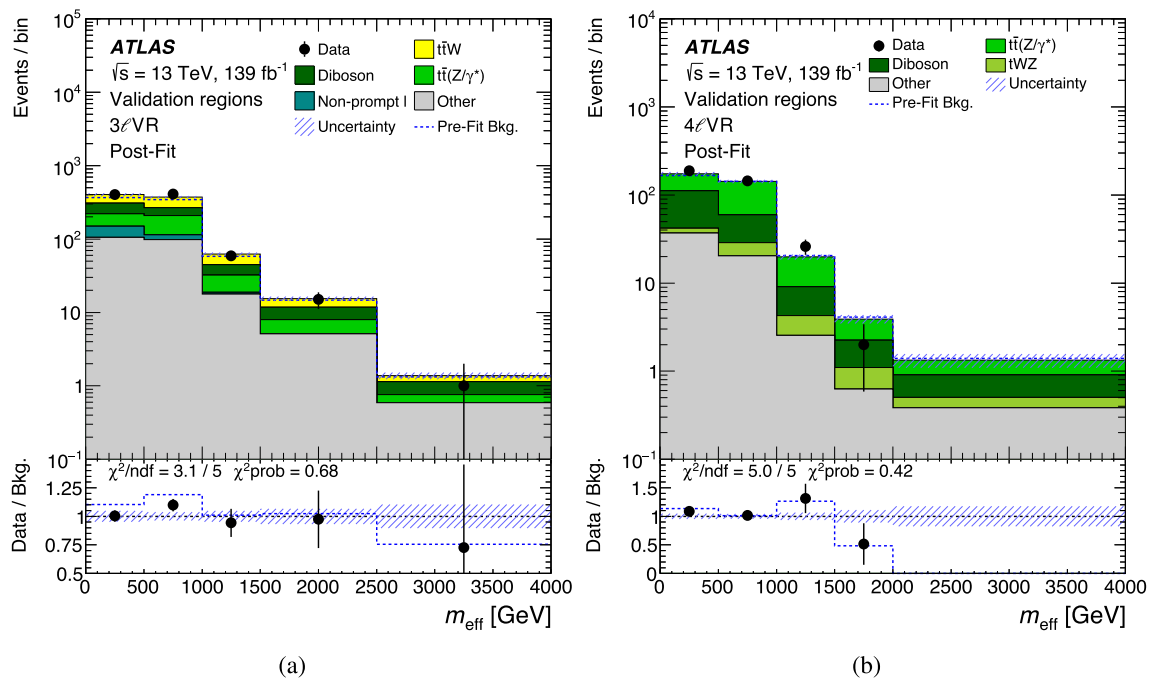 Events / bin
10⁵
10⁴
10³
10²
10
1
10⁻¹
ATLAS
√s = 13 TeV, 139 fb⁻¹
Validation regions
3ℓVR
Post-Fit
Data
tt̄W
Diboson
tt̄(Z/γ*)
Non-prompt l
Other
Uncertainty
Pre-Fit Bkg.
Data / Bkg.
χ²/ndf = 3.1 / 5 χ²prob = 0.68
1.25
1
0.75
0.5
0 500 1000 1500 2000 2500 3000 3500 4000
m_eff [GeV]
(a)
Events / bin
10⁴
10³
10²
10
1
10⁻¹
ATLAS
√s = 13 TeV, 139 fb⁻¹
Validation regions
4ℓVR
Post-Fit
Data
tt̄(Z/γ*)
Diboson
tWZ
Other
Uncertainty
Pre-Fit Bkg.
Data / Bkg.
χ²/ndf = 5.0 / 5 χ²prob = 0.42
1.5
1
0.5
0
0 500 1000 1500 2000 2500 3000 3500 4000
m_eff [GeV]
(b)